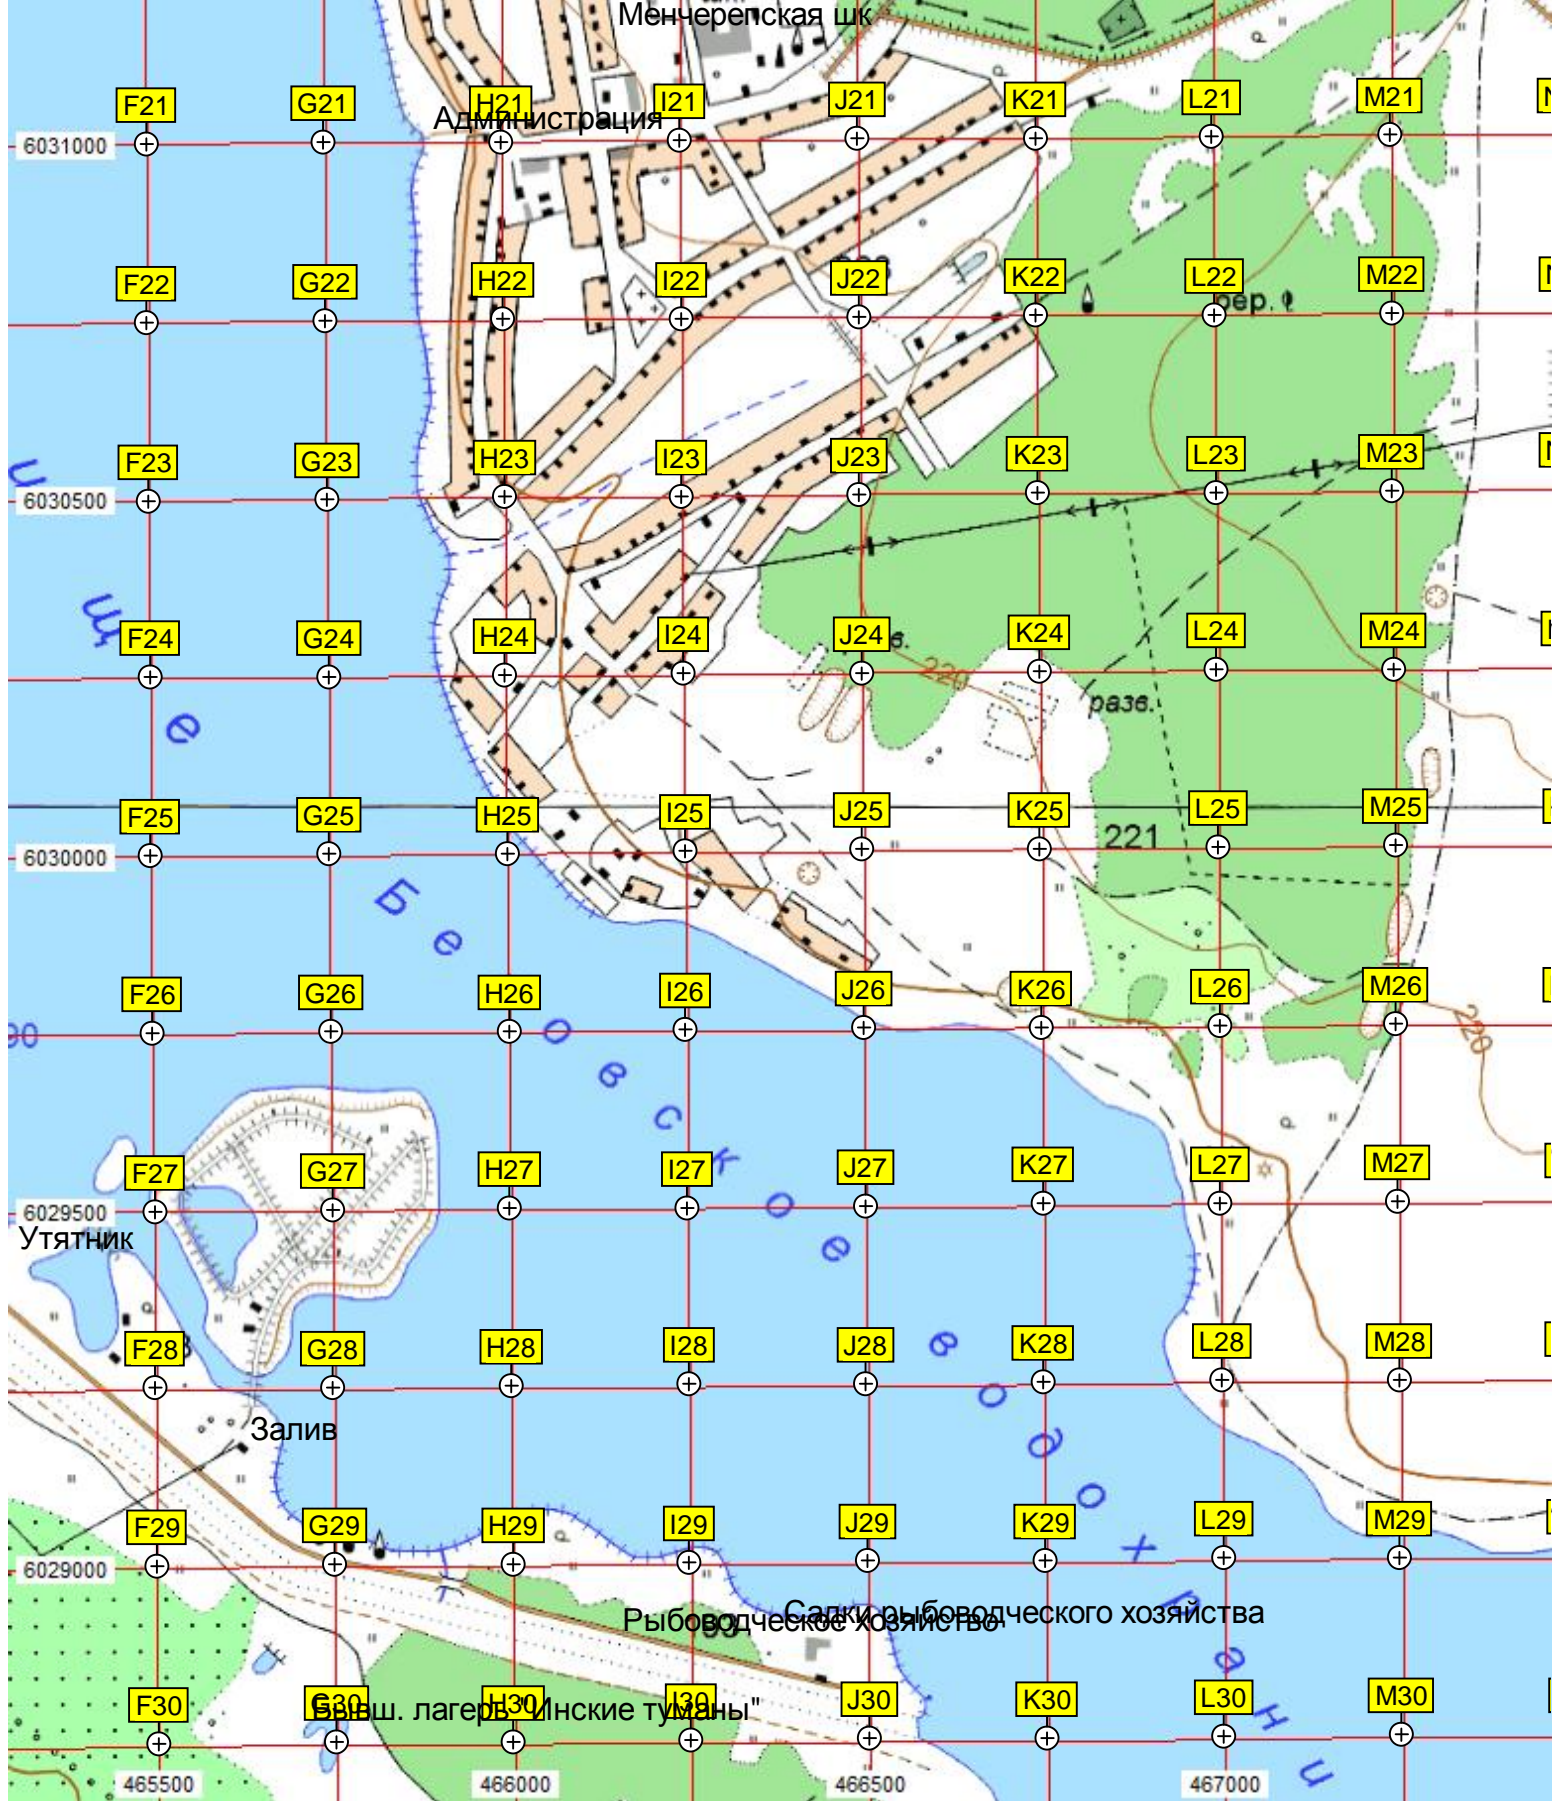 Менчерепская шк
F21 G21 H21 I21 J21 K21 L21 M21
Администрация
6031000
F22 G22 H22 I22 J22 K22 L22 M22
бер.
F23 G23 H23 I23 J23 K23 L23 M23
6030500
F24 G24 H24 I24 J24 K24 L24 M24
220
разв.
F25 G25 H25 I25 J25 K25 L25 M25
221
6030000
F26 G26 H26 I26 J26 K26 L26 M26
220
F27 G27 H27 I27 J27 K27 L27 M27
6029500
Утятник
F28 G28 H28 I28 J28 K28 L28 M28
Залив
F29 G29 H29 I29 J29 K29 L29 M29
6029000
Рыбоводческое хозяйство
Садки рыбоводческого хозяйства
F30 G30 H30 I30 J30 K30 L30 M30
Бывш. лагерь "Инские туманы"
Беовское водохрани
ище
465500 466000 466500 467000